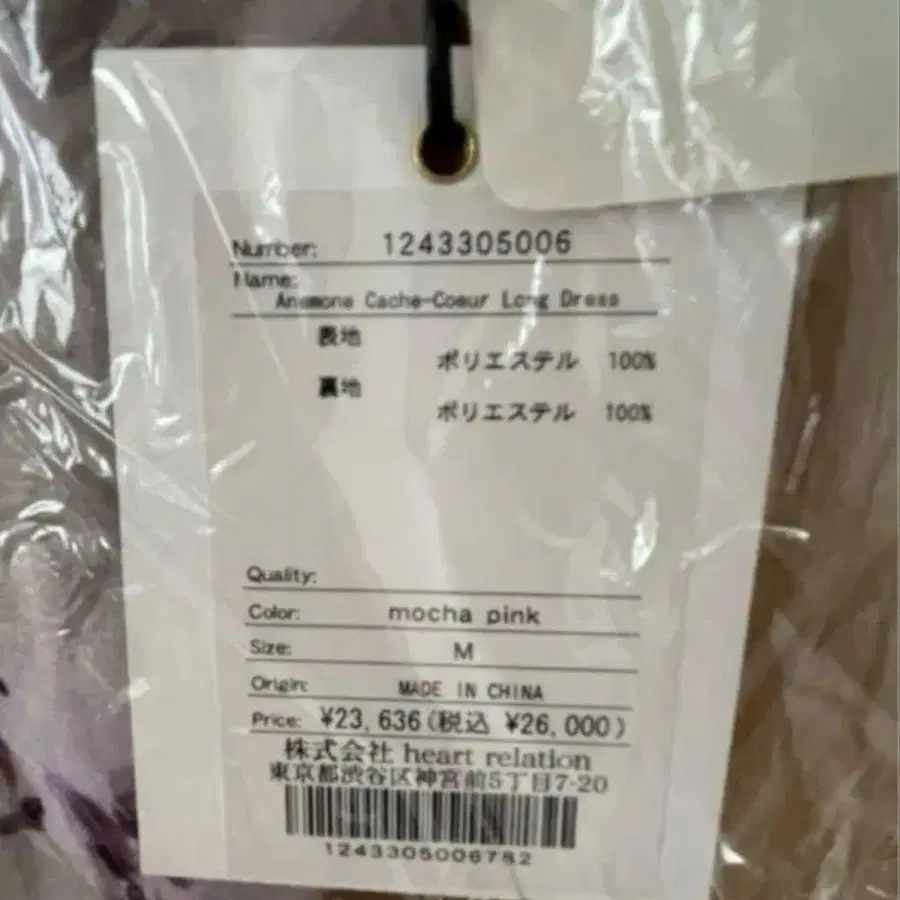 Number: 1243305006
Name:
Anemone Cache-Coeur Long Dress
表地
ポリエステル 100%
裏地
ポリエステル 100%
Quality:
Color: mocha pink
Size: M
Origin: MADE IN CHINA
Price: ¥23,636(税込 ¥26,000)
株式会社 heart relation
東京都渋谷区神宮前5丁目7-20
1243305006782